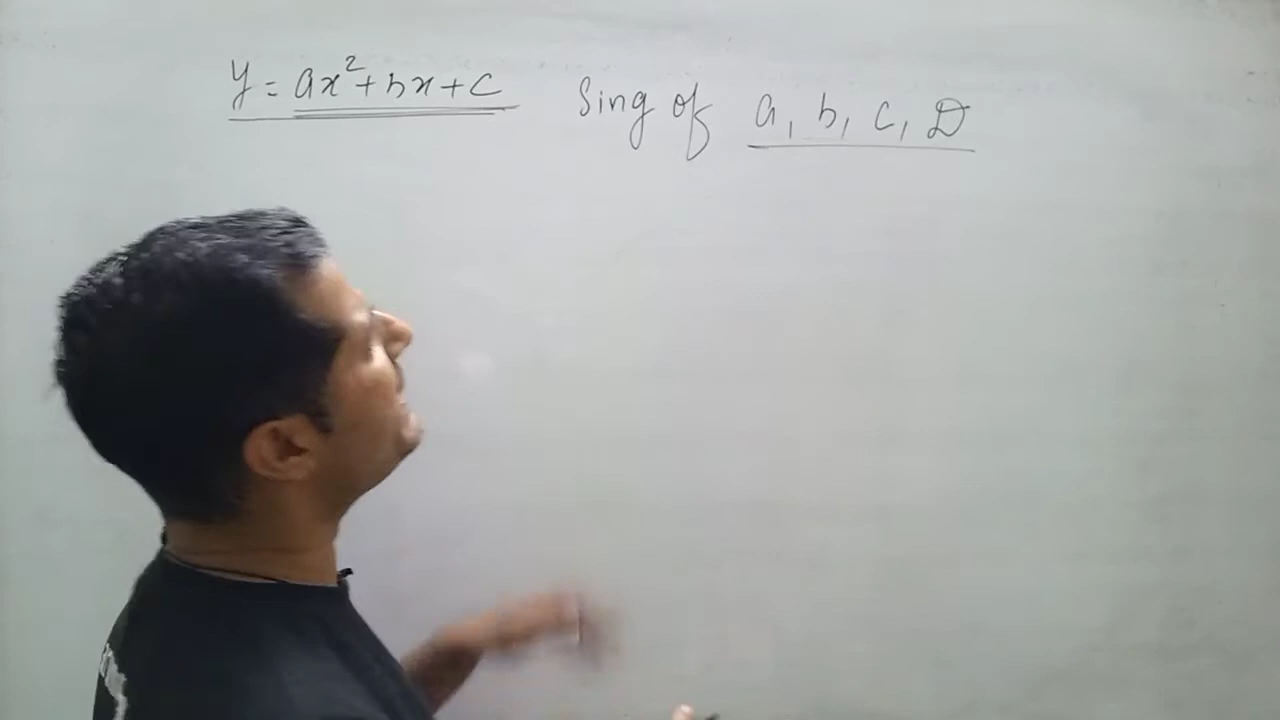 y = ax²+bx+c Sing of a, b, c, D